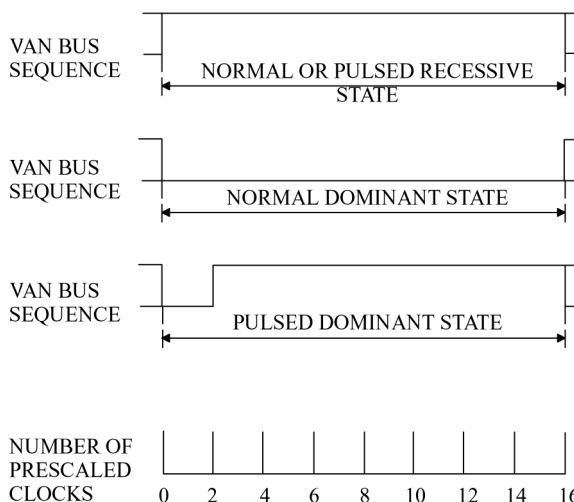 VAN BUS
SEQUENCE
NORMAL OR PULSED RECESSIVE
STATE
VAN BUS
SEQUENCE
NORMAL DOMINANT STATE
VAN BUS
SEQUENCE
PULSED DOMINANT STATE
NUMBER OF
PRESCALED
CLOCKS
0 2 4 6 8 10 12 14 16